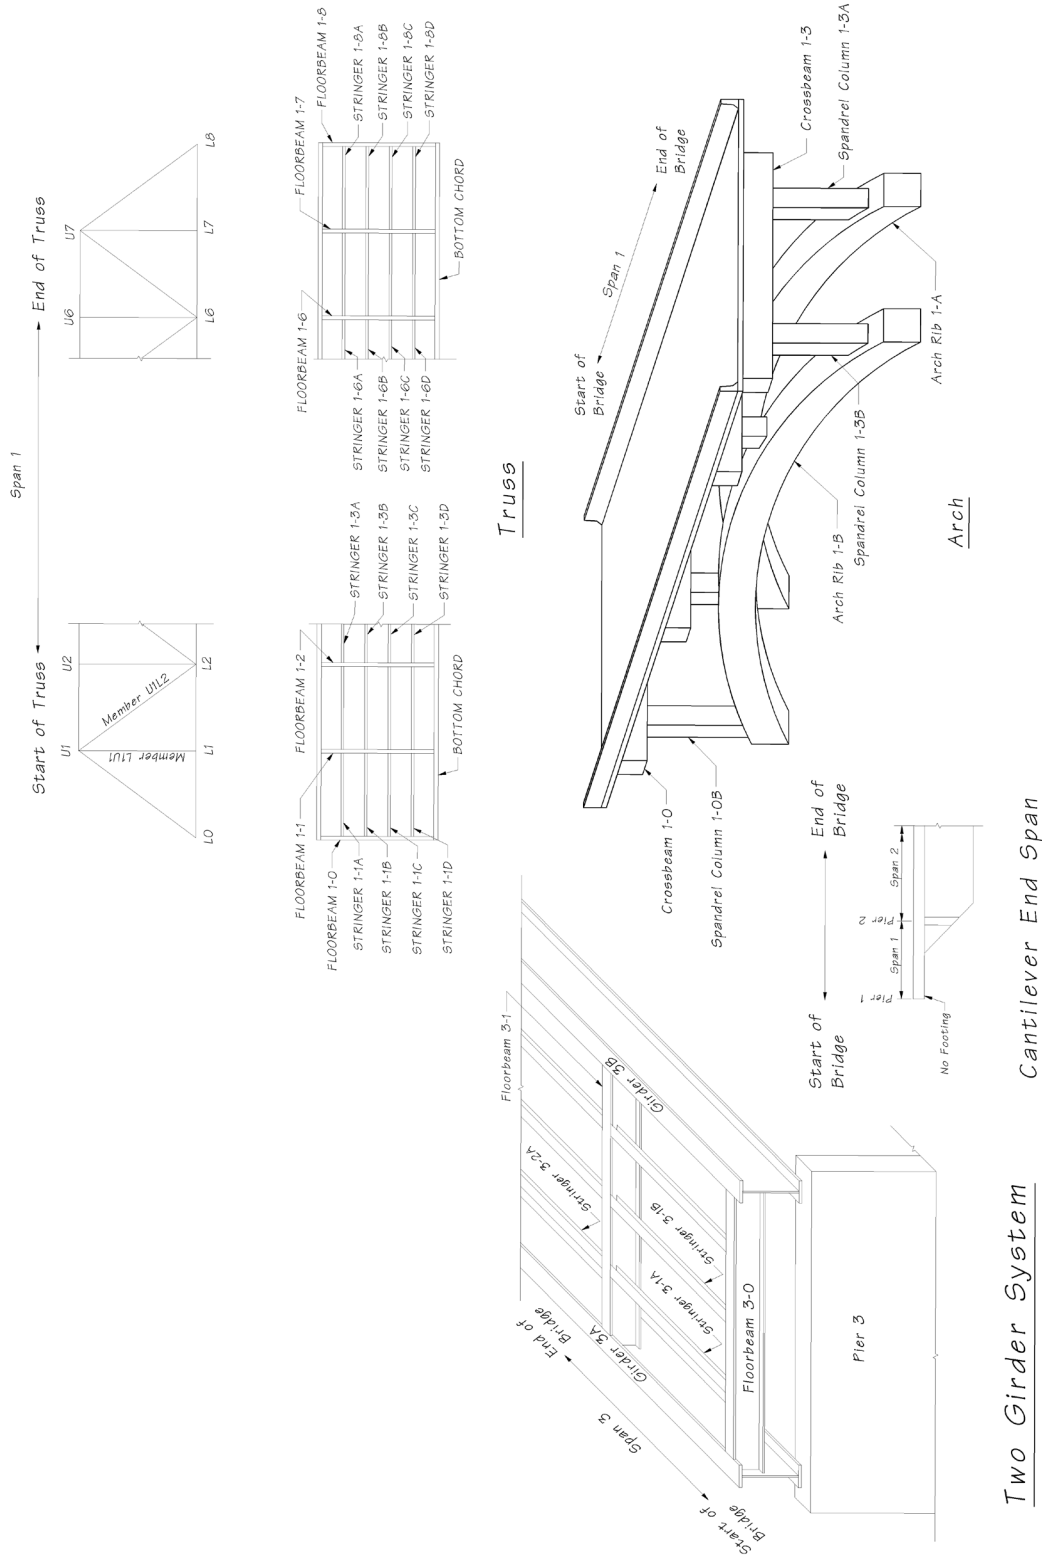 Span 1
Start of Truss
End of Truss
U1
U2
U6
U7
Member L1U1
Member U1L2
L0
L1
L2
L6
L7
L8
FLOORBEAM 1-1
FLOORBEAM 1-2
FLOORBEAM 1-0
STRINGER 1-1A
STRINGER 1-1B
STRINGER 1-1C
STRINGER 1-1D
STRINGER 1-3A
STRINGER 1-3B
STRINGER 1-3C
STRINGER 1-3D
BOTTOM CHORD
FLOORBEAM 1-6
FLOORBEAM 1-7
FLOORBEAM 1-8
STRINGER 1-6A
STRINGER 1-6B
STRINGER 1-6C
STRINGER 1-6D
STRINGER 1-8A
STRINGER 1-8B
STRINGER 1-8C
STRINGER 1-8D
BOTTOM CHORD
Truss
Floorbeam 3-1
End of
Bridge
Span 3
Start of
Bridge
Girder 3A
Girder 3B
Stringer 3-2A
Stringer 3-1A
Stringer 3-1B
Floorbeam 3-0
Pier 3
Two Girder System
Start of
Bridge
Span 1
End of
Bridge
Crossbeam 1-0
Spandrel Column 1-0B
Arch Rib 1-B
Spandrel Column 1-3B
Arch Rib 1-A
Crossbeam 1-3
Spandrel Column 1-3A
Arch
Start of
Bridge
End of
Bridge
Pier 1
Span 1
Pier 2
Span 2
No Footing
Cantilever End Span